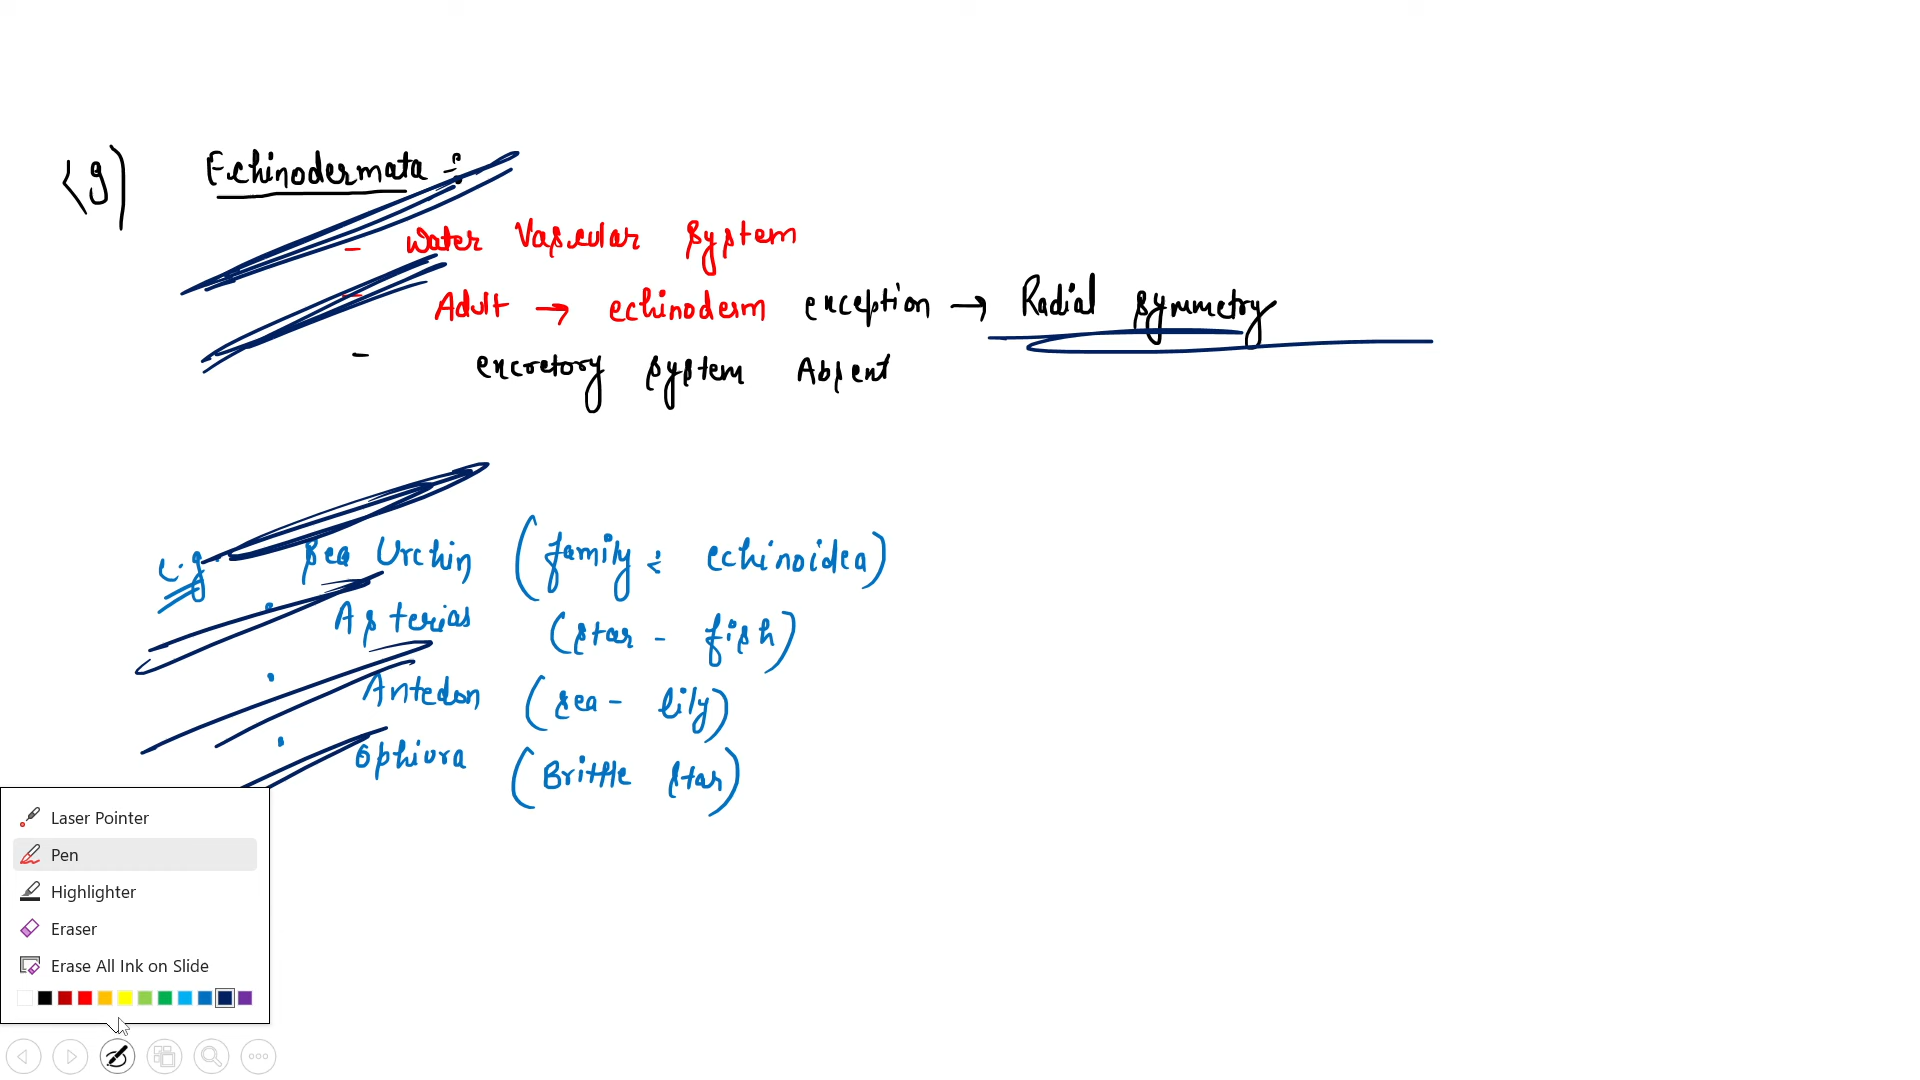 (g) Echinodermata :-
- Water Vascular System
- Adult → echinoderm exception → Radial Symmetry
- excretory system Absent
e.g. Sea Urchin (family : echinoidea)
• Asterias (star - fish)
• Antedon (sea - lily)
• Ophiura (Brittle star)
Laser Pointer
Pen
Highlighter
Eraser
Erase All Ink on Slide